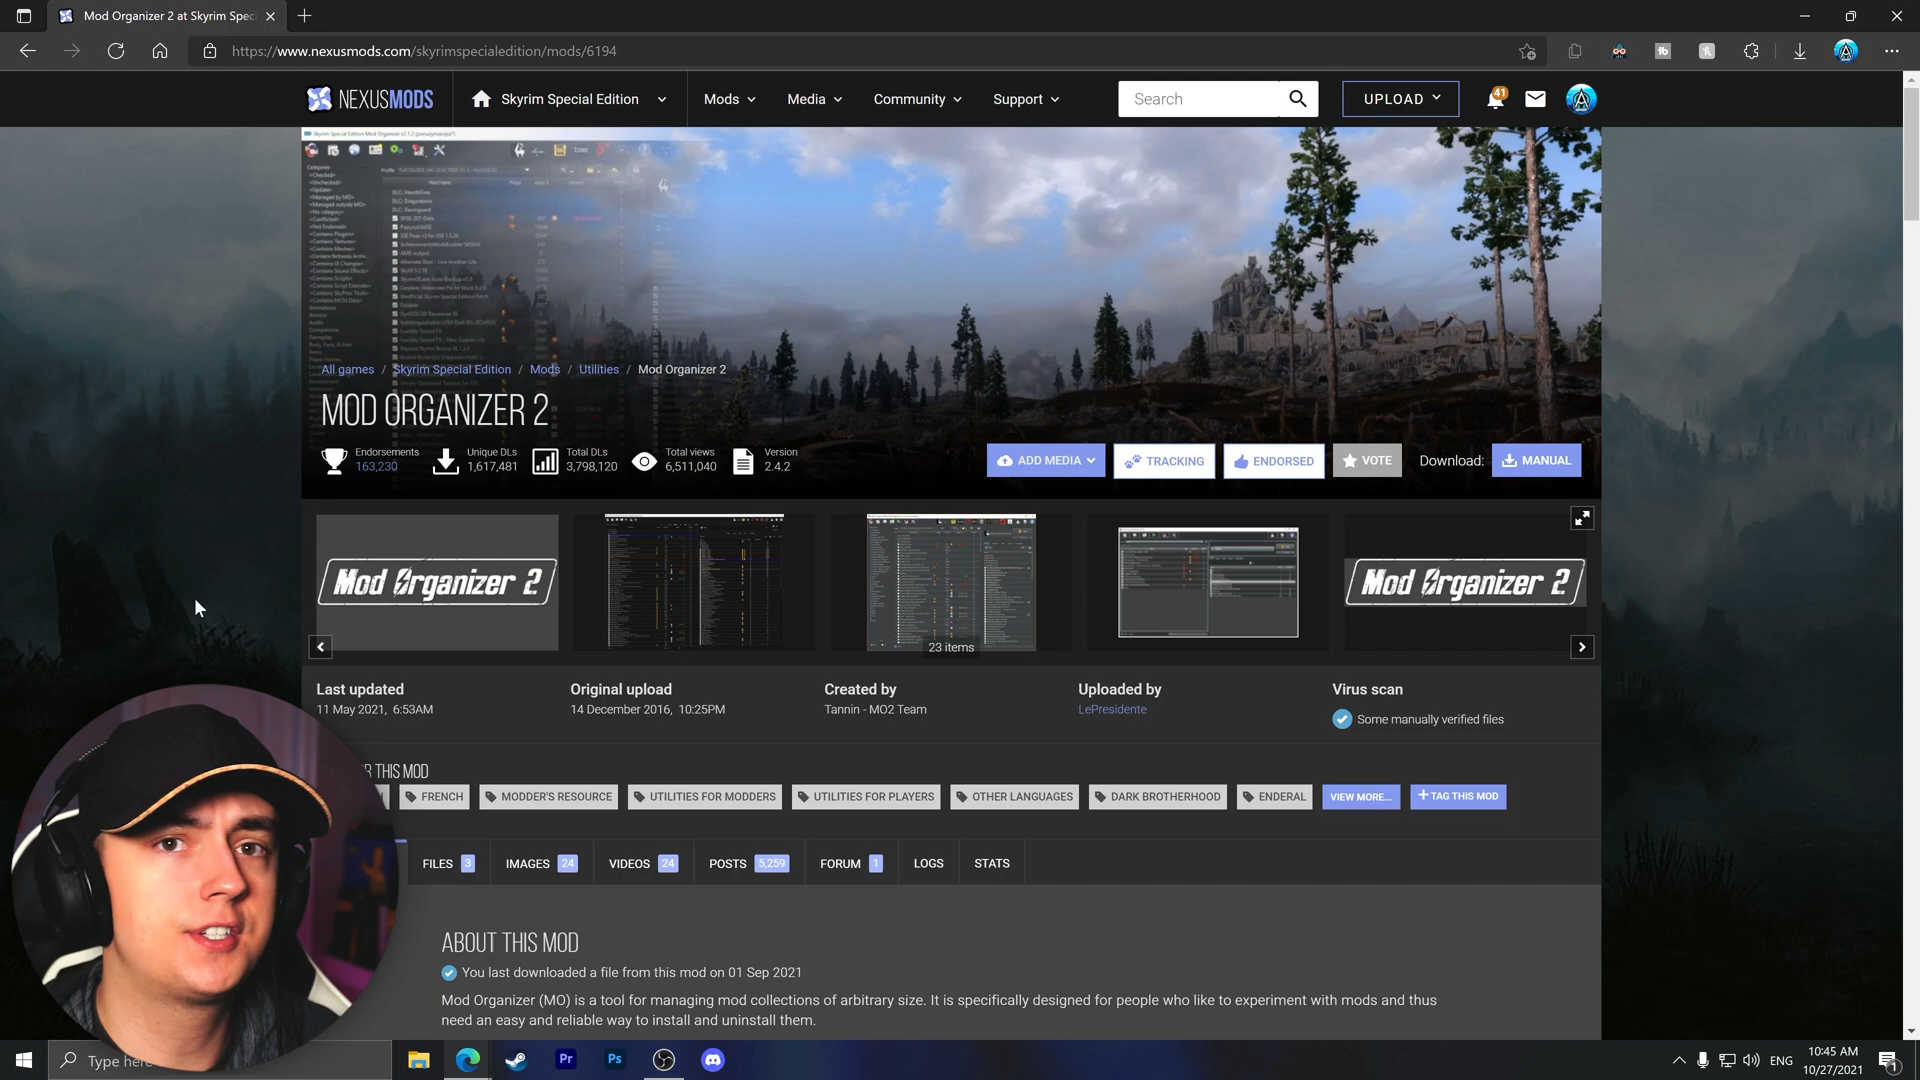 Mod Organizer 2 at Skyrim Spec
https://www.nexusmods.com/skyrimspecialedition/mods/6194
NEXUSMODS
Skyrim Special Edition
Mods
Media
Community
Support
Search
UPLOAD
41
All games / Skyrim Special Edition / Mods / Utilities / Mod Organizer 2
MOD ORGANIZER 2
Endorsements
163,230
Unique DLs
1,617,481
Total DLs
3,798,120
Total views
6,511,040
Version
2.4.2
ADD MEDIA
TRACKING
ENDORSED
VOTE
Download:
MANUAL
Mod Organizer 2
Mod Organizer 2
23 items
Last updated
11 May 2021, 6:53AM
Original upload
14 December 2016, 10:25PM
Created by
Tannin - MO2 Team
Uploaded by
LePresidente
Virus scan
Some manually verified files
THIS MOD
FRENCH
MODDER'S RESOURCE
UTILITIES FOR MODDERS
UTILITIES FOR PLAYERS
OTHER LANGUAGES
DARK BROTHERHOOD
ENDERAL
VIEW MORE...
+ TAG THIS MOD
FILES 3
IMAGES 24
VIDEOS 24
POSTS 5,259
FORUM 1
LOGS
STATS
ABOUT THIS MOD
You last downloaded a file from this mod on 01 Sep 2021
Mod Organizer (MO) is a tool for managing mod collections of arbitrary size. It is specifically designed for people who like to experiment with mods and thus
need an easy and reliable way to install and uninstall them.
Type here
Pr
Ps
ENG
10:45 AM
10/27/2021
1